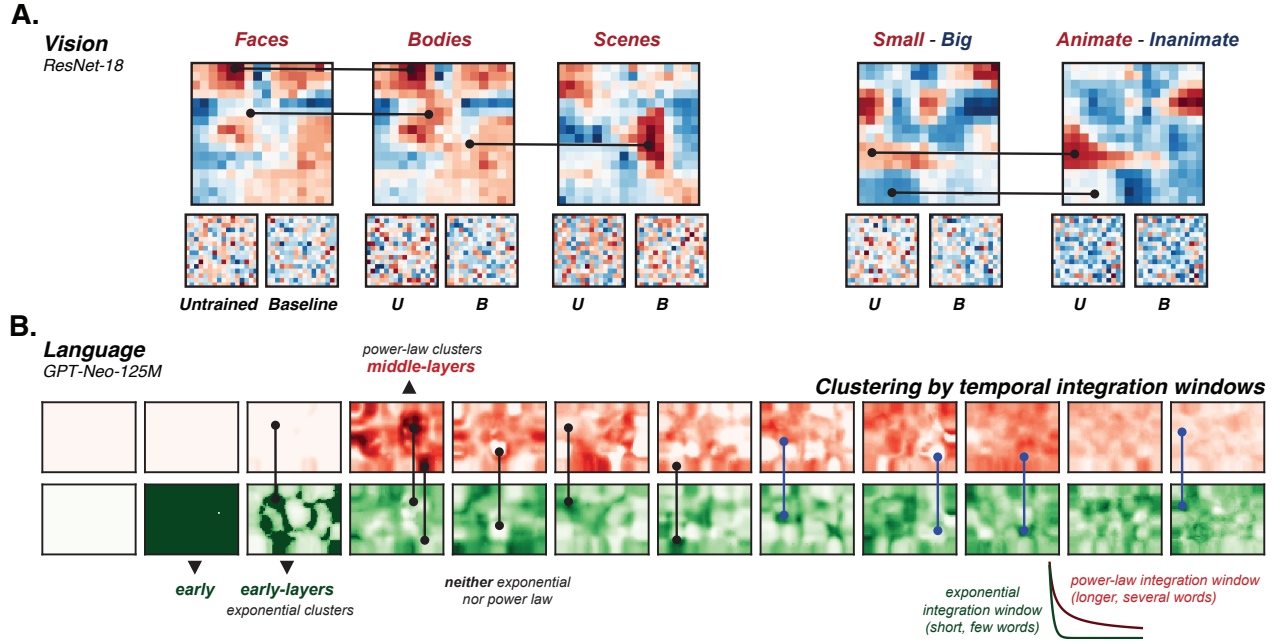 A.
Vision
ResNet-18
Faces
Bodies
Scenes
Small - Big
Animate - Inanimate
Untrained
Baseline
U
B
U
B
U
B
U
B
B.
Language
GPT-Neo-125M
power-law clusters
middle-layers
Clustering by temporal integration windows
early
early-layers
exponential clusters
neither exponential
nor power law
exponential
integration window
(short, few words)
power-law integration window
(longer, several words)